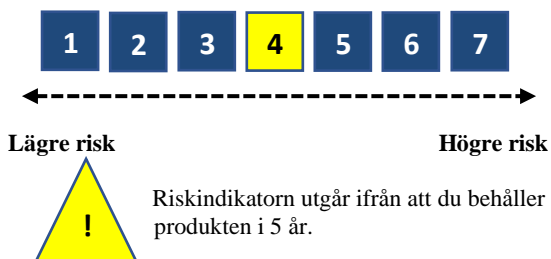 1 2 3 4 5 6 7
Lägre risk Högre risk
! Riskindikatorn utgår ifrån att du behåller
produkten i 5 år.